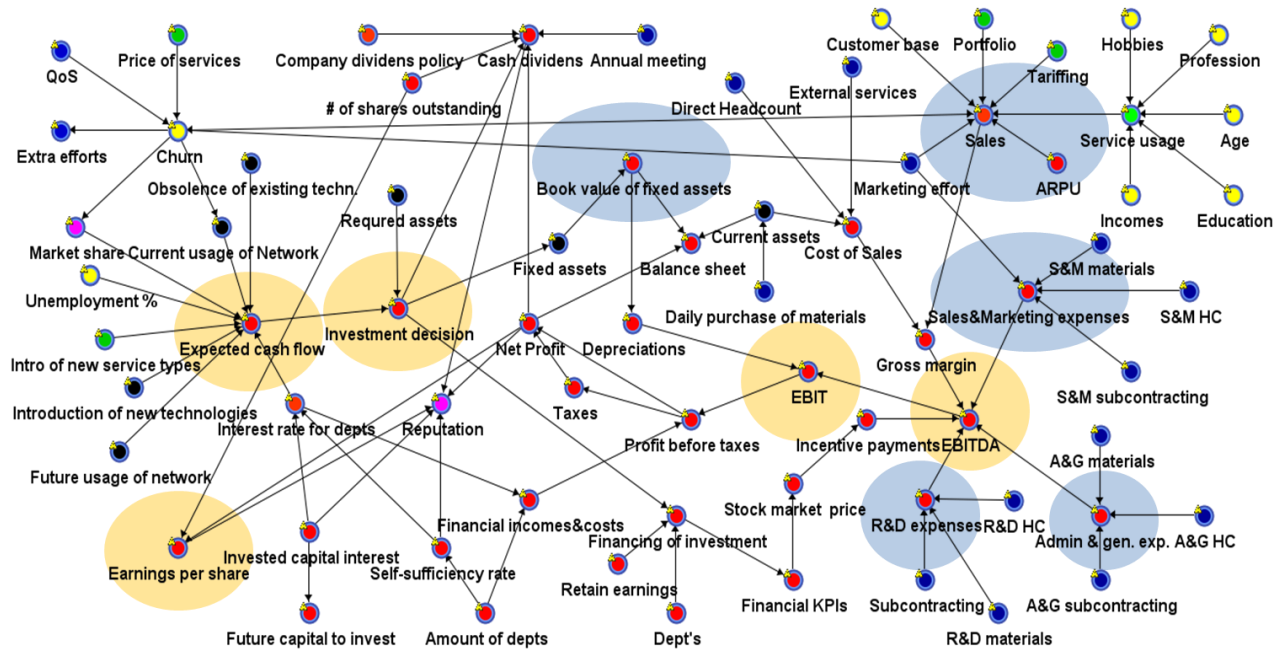 Customer base
Portfolio
Hobbies
Company dividens policy
Cash dividens
Annual meeting
Price of services
QoS
Profession
Tariffing
External services
# of shares outstanding
Direct Headcount
Extra efforts
Churn
Sales
Service usage
Age
Obsolence of existing techn.
Book value of fixed assets
Marketing effort
ARPU
Requred assets
Incomes
Education
Market share
Current usage of Network
Current assets
Fixed assets
Balance sheet
Cost of Sales
S&M materials
Unemployment %
Daily purchase of materials
Sales&Marketing expenses
S&M HC
Investment decision
Expected cash flow
Net Profit
Depreciations
Intro of new service types
Gross margin
EBIT
S&M subcontracting
Introduction of new technologies
Taxes
Interest rate for depts
Reputation
Profit before taxes
Incentive payments
EBITDA
A&G materials
Future usage of network
Stock market price
Financial incomes&costs
R&D expenses
R&D HC
Financing of investment
Admin & gen. exp.
A&G HC
Invested capital interest
Earnings per share
Self-sufficiency rate
Retain earnings
Financial KPIs
Subcontracting
A&G subcontracting
Future capital to invest
Amount of depts
Dept's
R&D materials